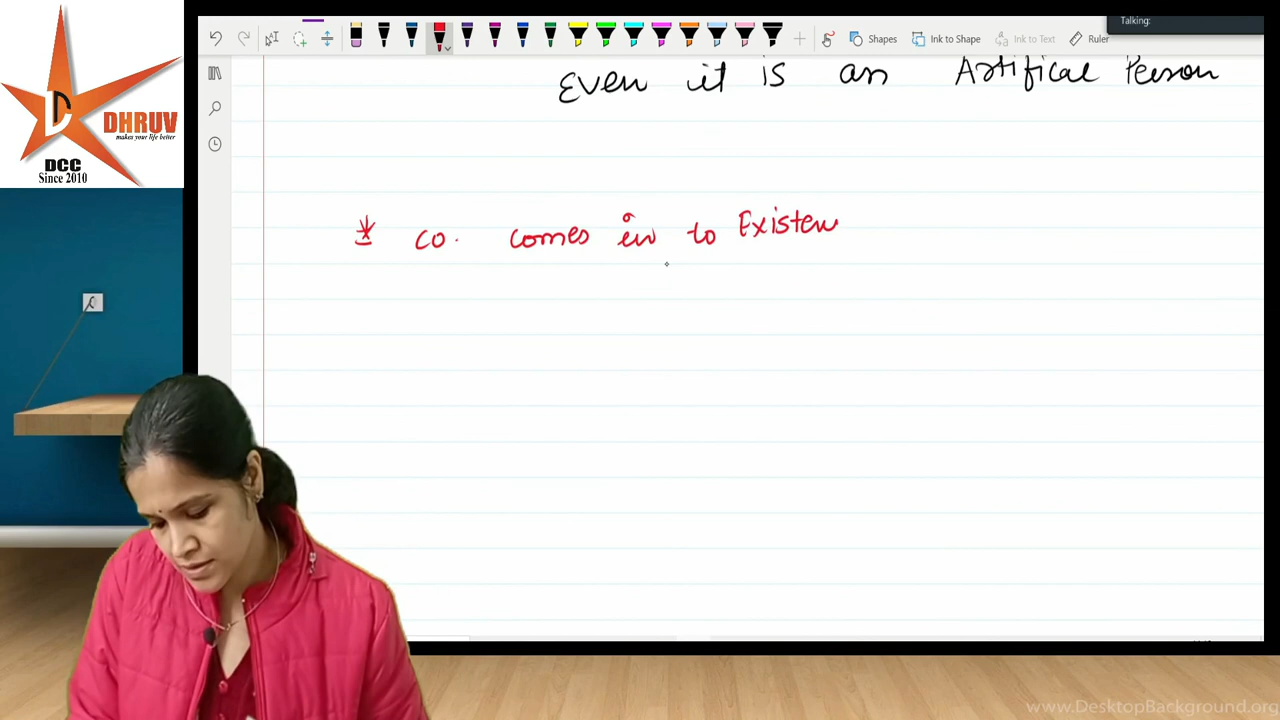 Talking:
Shapes
Ink to Shape
Ink to Text
Ruler
Even it is an Artifical Person
* co. comes in to Existen
D
DHRUV
makes your life better
DCC
Since 2010
www.DesktopBackground.org